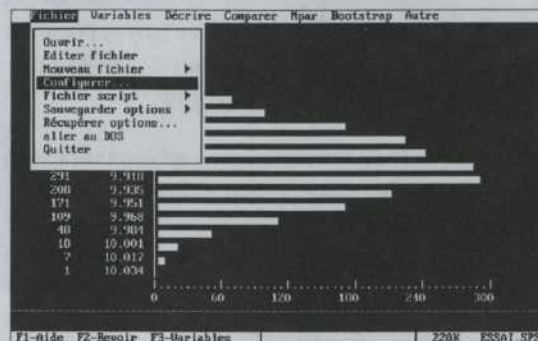 Fichier Variables Décrire Comparer Mpar Bootstrap Autre
Ouvrir...
Editer fichier
Nouveau fichier
Configurer...
Fichier script
Sauvegarder options
Récupérer options...
aller au DOS
Quitter
291 9.918
208 9.935
171 9.951
109 9.968
48 9.984
18 10.001
7 10.017
1 10.034
0 60 120 180 240 300
F1-Aide F2-Revoir F3-Variables 220K ESSAI.SPS